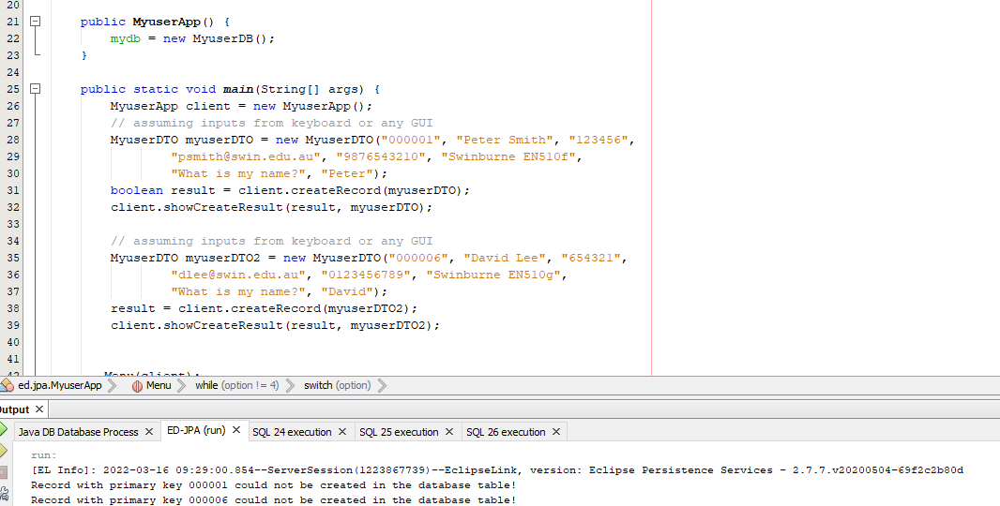 20
21 public MyuserApp() {
22 mydb = new MyuserDB();
23 }
24
25 public static void main(String[] args) {
26 MyuserApp client = new MyuserApp();
27 // assuming inputs from keyboard or any GUI
28 MyuserDTO myuserDTO = new MyuserDTO("000001", "Peter Smith", "123456",
29 "psmith@swin.edu.au", "9876543210", "Swinburne EN510f",
30 "What is my name?", "Peter");
31 boolean result = client.createRecord(myuserDTO);
32 client.showCreateResult(result, myuserDTO);
33
34 // assuming inputs from keyboard or any GUI
35 MyuserDTO myuserDTO2 = new MyuserDTO("000006", "David Lee", "654321",
36 "dlee@swin.edu.au", "0123456789", "Swinburne EN510g",
37 "What is my name?", "David");
38 result = client.createRecord(myuserDTO2);
39 client.showCreateResult(result, myuserDTO2);
40
41
42 Menu(client);
ed.jpa.MyuserApp Menu while (option != 4) switch (option)
Output
Java DB Database Process ED-JPA (run) SQL 24 execution SQL 25 execution SQL 26 execution
run:
[EL Info]: 2022-03-16 09:29:00.854--ServerSession(1223867739)--EclipseLink, version: Eclipse Persistence Services - 2.7.7.v20200504-69f2c2b80d
Record with primary key 000001 could not be created in the database table!
Record with primary key 000006 could not be created in the database table!